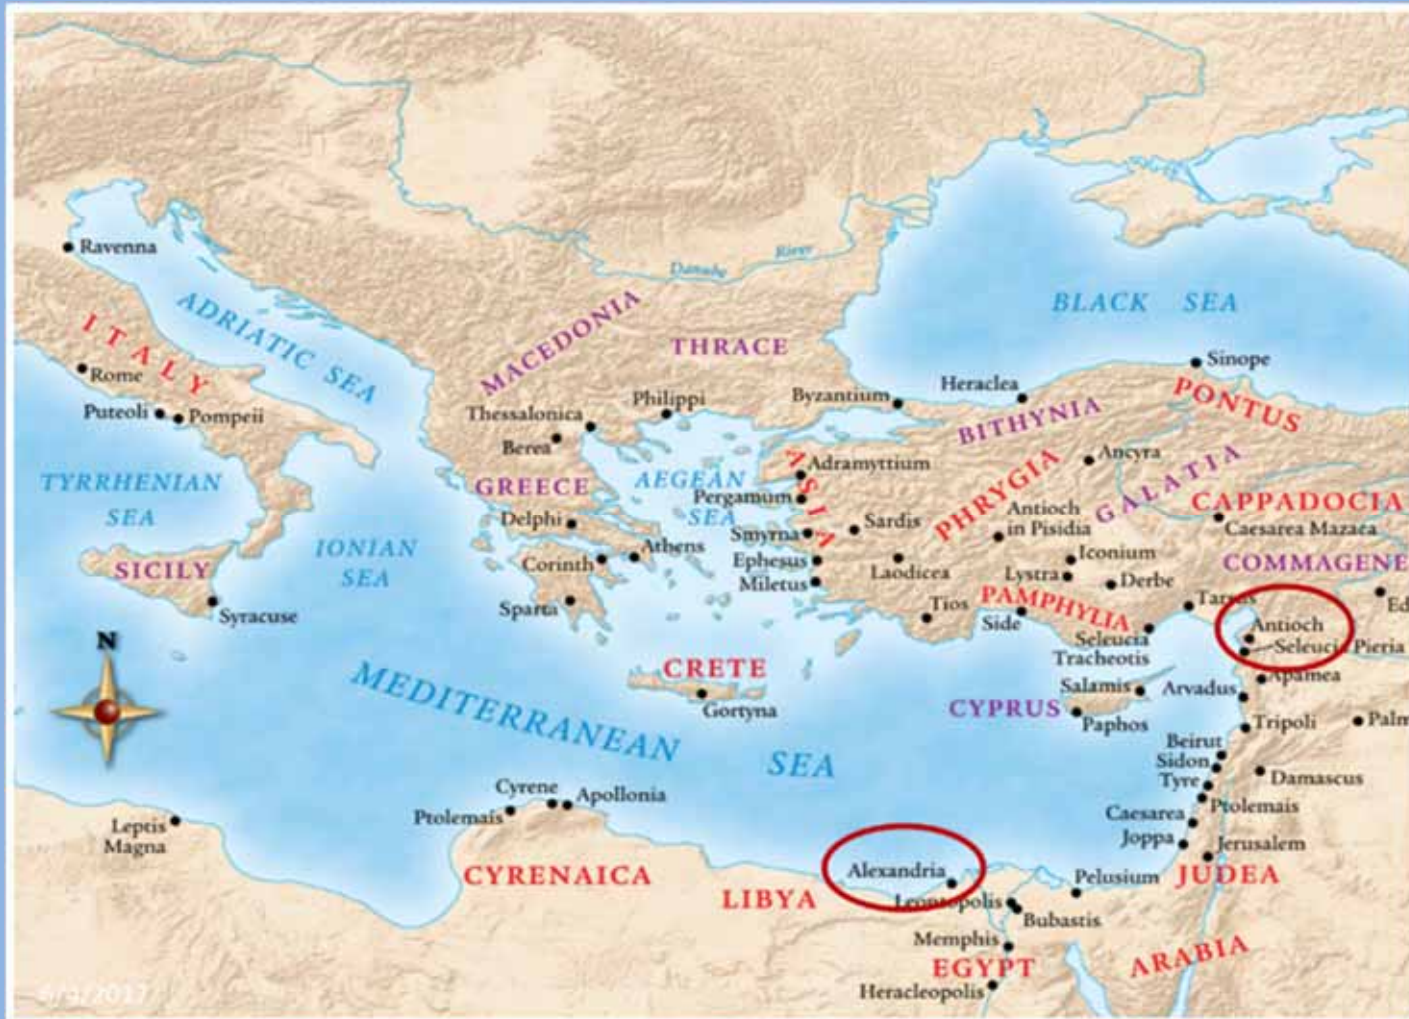 Ravenna
ADRIATIC SEA
ITALY
Rome
Puteoli
Pompeii
TYRRHENIAN
SEA
SICILY
Syracuse
IONIAN
SEA
N
MACEDONIA
Danube River
THRACE
BLACK SEA
Thessalonica
Philippi
Berea
GREECE
Delphi
Corinth
Athens
Sparta
AEGEAN
SEA
Byzantium
Heraclea
Sinope
PONTUS
BITHYNIA
ASIA
Adramyttium
Pergamum
Smyrna
Sardis
Ephesus
Miletus
Laodicea
PHRYGIA
Ancyra
GALATIA
Antioch
in Pisidia
CAPPADOCIA
Caesarea Mazaca
Iconium
Lystra
Derbe
COMMAGENE
Tios
PAMPHYLIA
Side
Seleucia
Tracheotis
Tarsus
Ed
Antioch
Seleucia Pieria
Apamea
CRETE
Gortyna
MEDITERRANEAN SEA
CYPRUS
Salamis
Paphos
Arvadus
Tripoli
Palm
Beirut
Sidon
Tyre
Damascus
Ptolemais
Caesarea
Joppa
Jerusalem
JUDEA
Leptis
Magna
Ptolemais
Cyrene
Apollonia
CYRENAICA
LIBYA
Alexandria
Leontopolis
Bubastis
Pelusium
Memphis
EGYPT
Heracleopolis
ARABIA